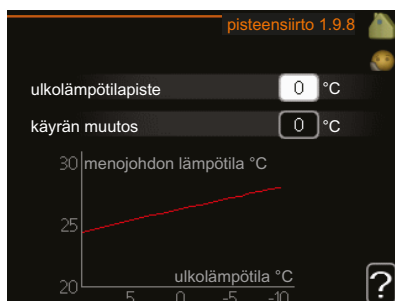 pisteensiirto 1.9.8
ulkolämpötilapiste 0 °C
käyrän muutos 0 °C
30 menojohdon lämpötila °C
25
ulkolämpötila °C
20
5 0 -5 -10
?